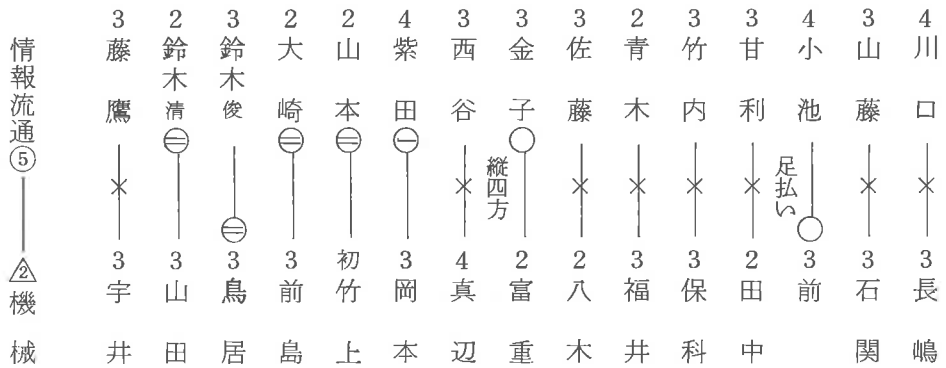 4川口 × 3長嶋
3山藤 × 3石関
4小池 足払い ○ 3前
3甘利 × 2田中
3竹内 × 3保科
2青木 × 3福井
3佐藤 × 2八木
3金子 ○ 縦四方 2富重
3西谷 × 4真辺
4紫田 ㊀ 3岡本
2山本 ㊁ 初竹上
2大崎 ㊁ 3前島
3鈴木俊 ㊁ 3鳥居
2鈴木清 ㊁ 3山田
3藤鷹 × 3宇井
情報流通⑤ ― △2機械